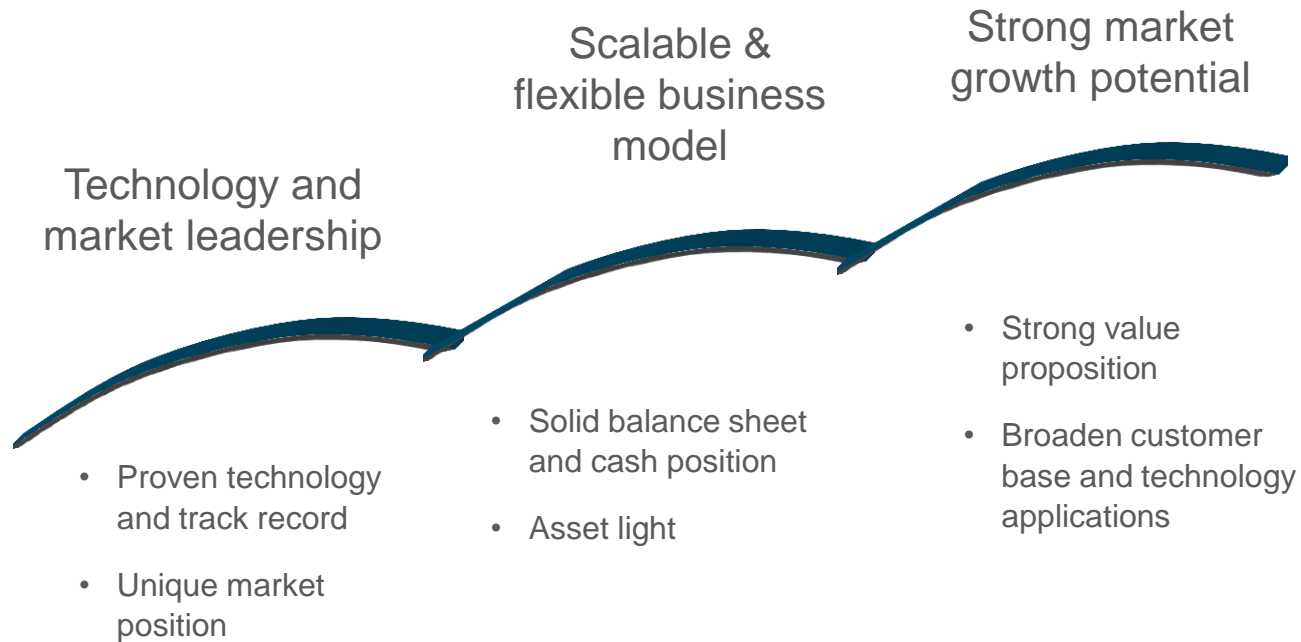 Technology and
market leadership
• Proven technology
and track record
• Unique market
position
Scalable &
flexible business
model
• Solid balance sheet
and cash position
• Asset light
Strong market
growth potential
• Strong value
proposition
• Broaden customer
base and technology
applications